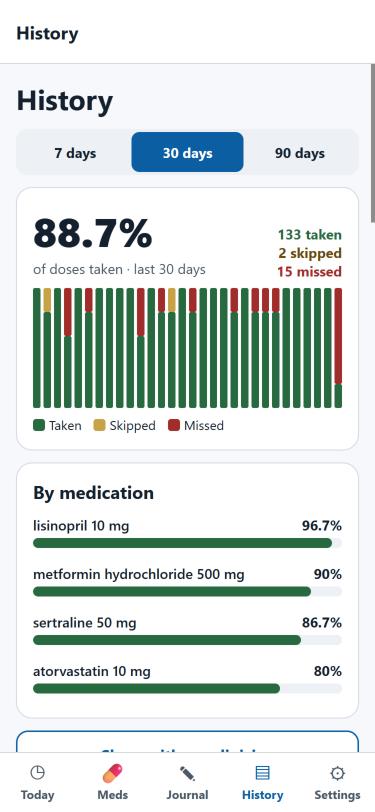 History
History
7 days
30 days
90 days
88.7%
of doses taken · last 30 days
133 taken
2 skipped
15 missed
Taken
Skipped
Missed
By medication
lisinopril 10 mg
96.7%
metformin hydrochloride 500 mg
90%
sertraline 50 mg
86.7%
atorvastatin 10 mg
80%
Today
Meds
Journal
History
Settings